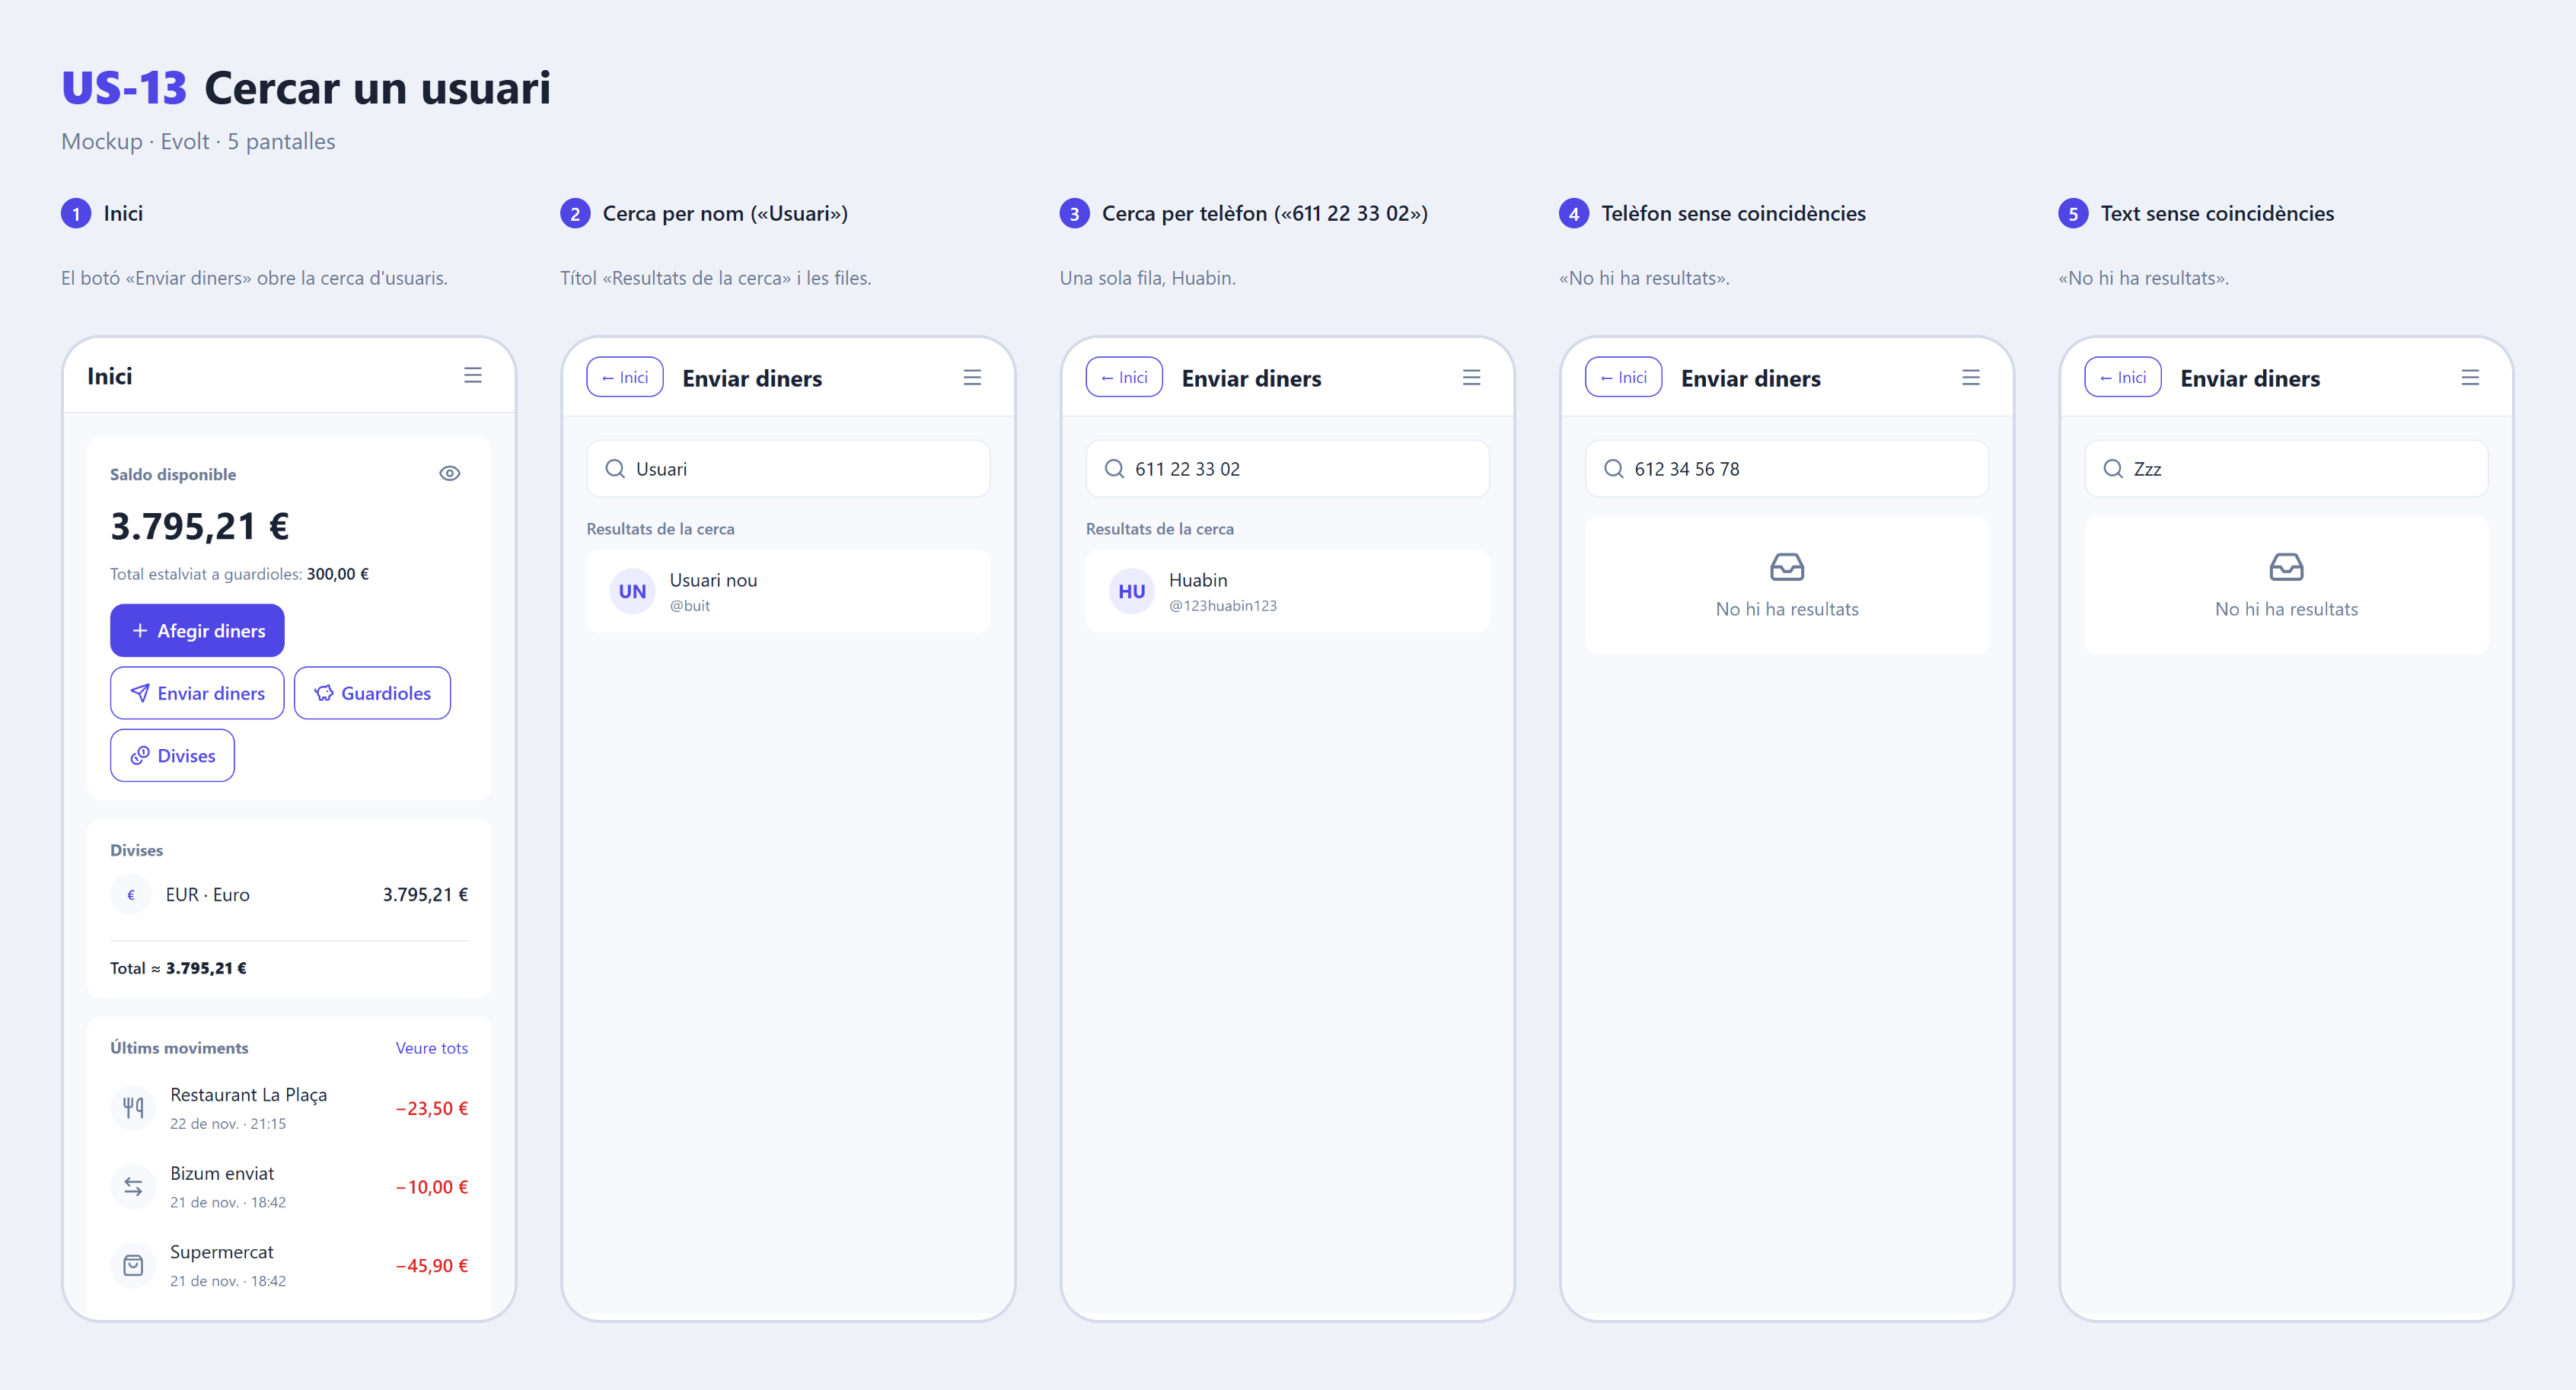 US-13 Cercar un usuari
Mockup · Evolt · 5 pantalles
1 Inici
El botó «Enviar diners» obre la cerca d'usuaris.
Inici
Saldo disponible
3.795,21 €
Total estalviat a guardioles: 300,00 €
+ Afegir diners
Enviar diners
Guardioles
Divises
Divises
€ EUR · Euro 3.795,21 €
Total ≈ 3.795,21 €
Últims moviments Veure tots
Restaurant La Plaça
22 de nov. · 21:15
−23,50 €
Bizum enviat
21 de nov. · 18:42
−10,00 €
Supermercat
21 de nov. · 18:42
−45,90 €
2 Cerca per nom («Usuari»)
Títol «Resultats de la cerca» i les files.
← Inici Enviar diners
Usuari
Resultats de la cerca
UN
Usuari nou
@buit
3 Cerca per telèfon («611 22 33 02»)
Una sola fila, Huabin.
← Inici Enviar diners
611 22 33 02
Resultats de la cerca
HU
Huabin
@123huabin123
4 Telèfon sense coincidències
«No hi ha resultats».
← Inici Enviar diners
612 34 56 78
No hi ha resultats
5 Text sense coincidències
«No hi ha resultats».
← Inici Enviar diners
Zzz
No hi ha resultats